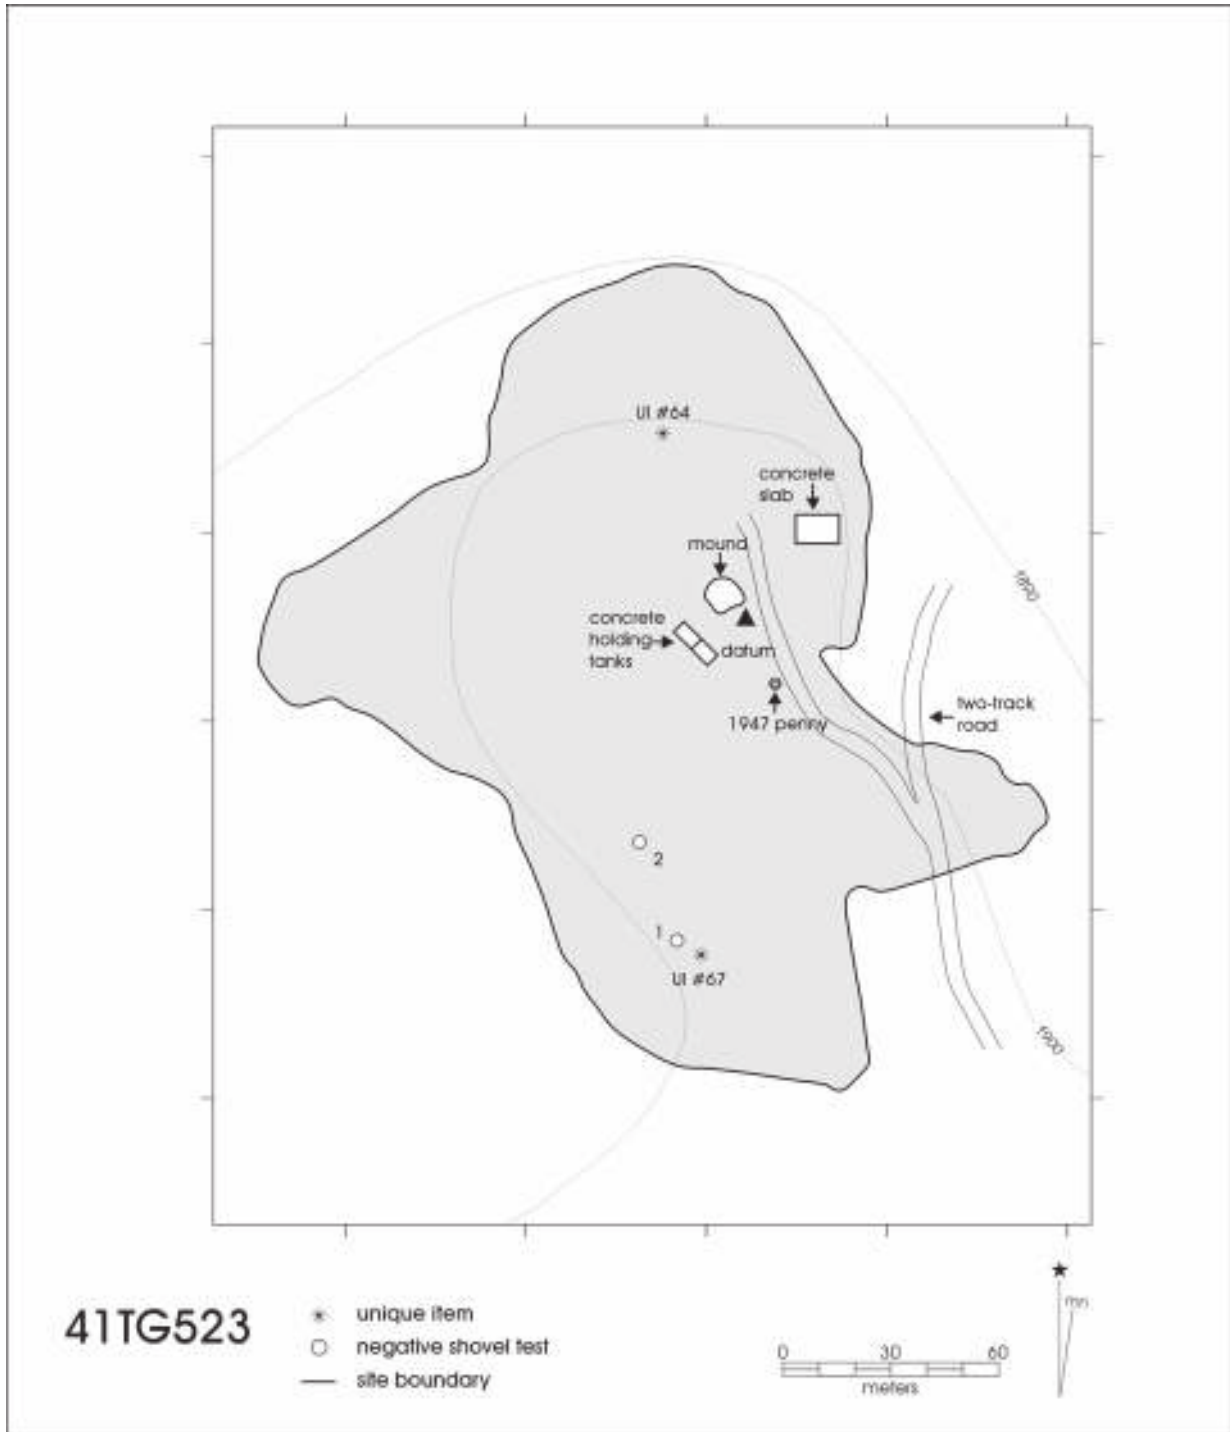 UI #64
concrete
slab
mound
concrete
holding
tanks
datum
1890
1947 penny
two-track
road
2
1
UI #67
1900
41TG523
unique item
negative shovel test
site boundary
mn
0 30 60
meters